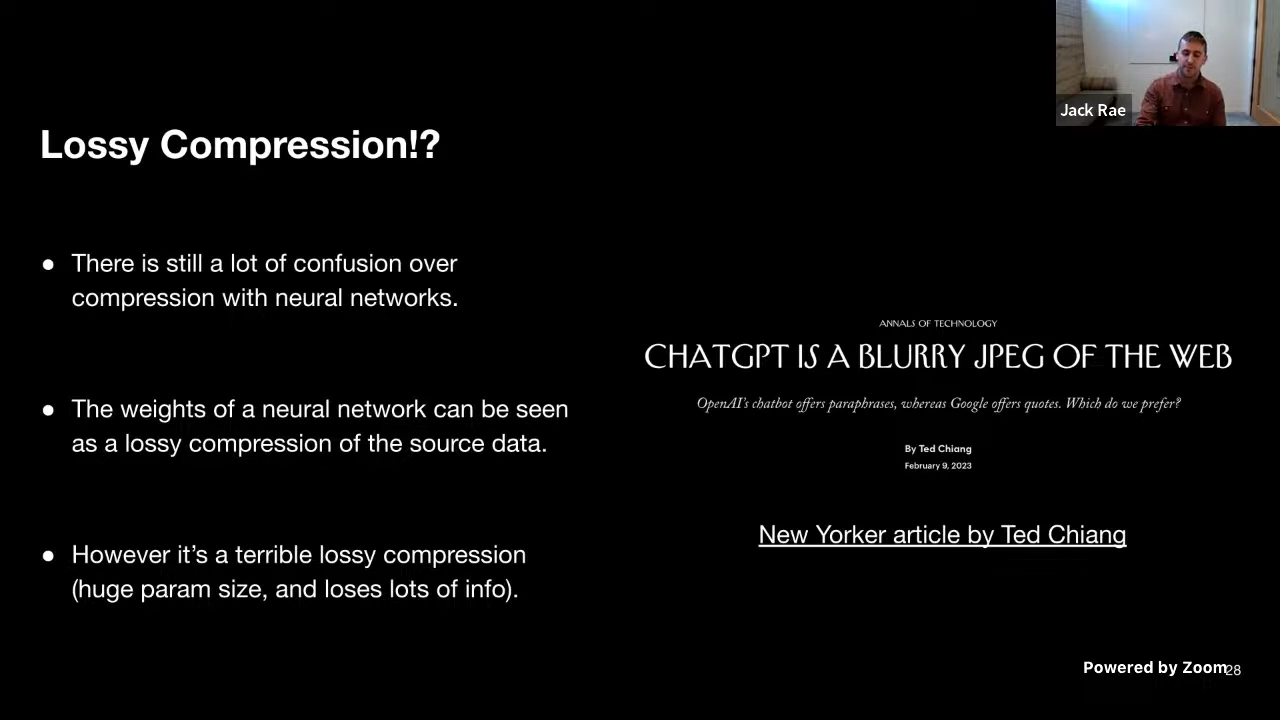 Jack Rae
Lossy Compression!?
● There is still a lot of confusion over
compression with neural networks.
● The weights of a neural network can be seen
as a lossy compression of the source data.
● However it’s a terrible lossy compression
(huge param size, and loses lots of info).
ANNALS OF TECHNOLOGY
CHATGPT IS A BLURRY JPEG OF THE WEB
OpenAI’s chatbot offers paraphrases, whereas Google offers quotes. Which do we prefer?
By Ted Chiang
February 9, 2023
New Yorker article by Ted Chiang
Powered by Zoom
28